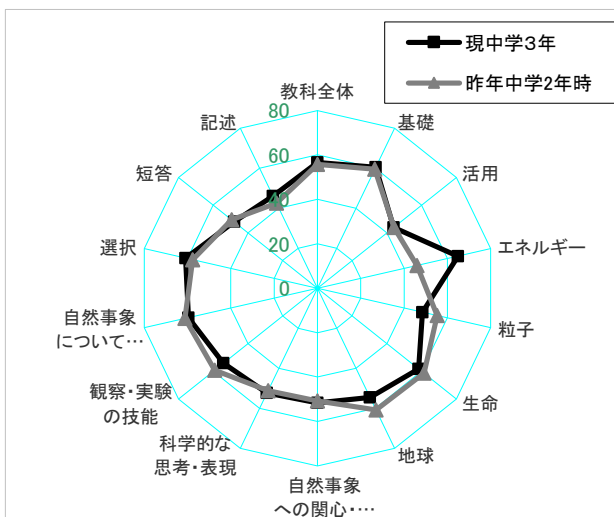 現中学３年
昨年中学2年時
教科全体
基礎
活用
エネルギー
粒子
生命
地球
自然事象
への関心・…
科学的な
思考・表現
観察・実験
の技能
自然事象
について…
選択
短答
記述
80
60
40
20
0